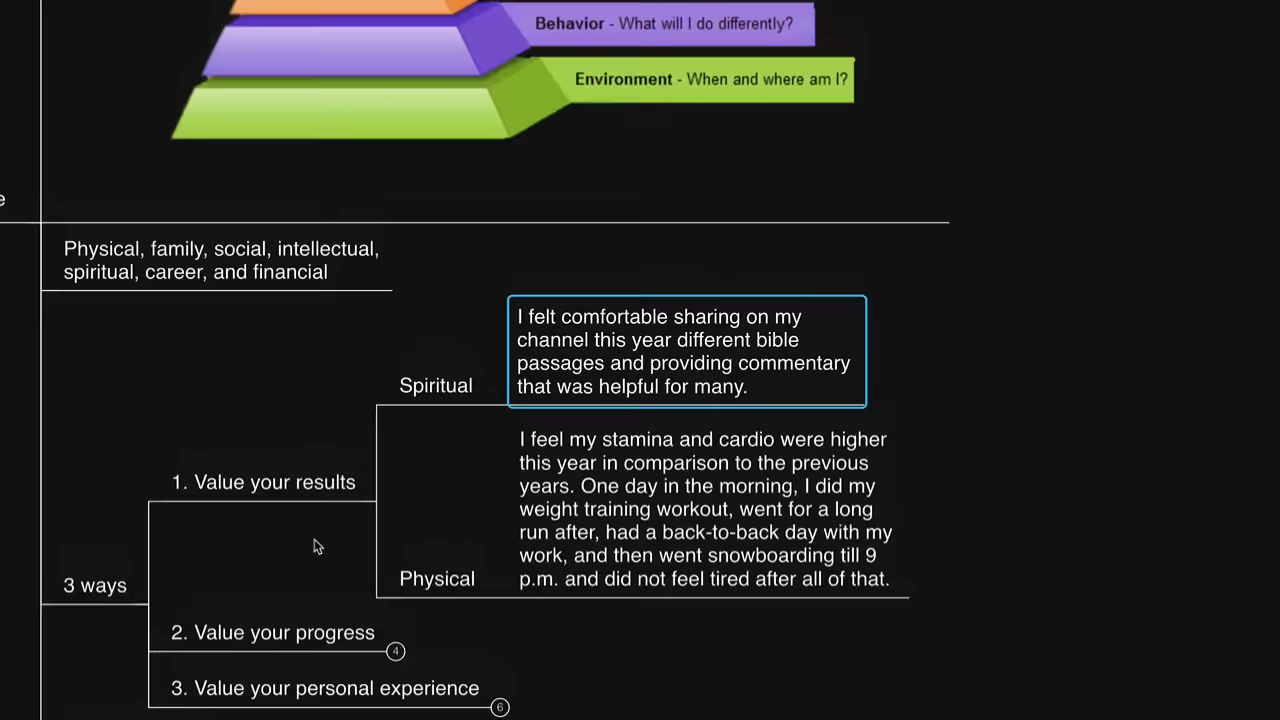 Behavior - What will I do differently?
Environment - When and where am I?
e
Physical, family, social, intellectual,
spiritual, career, and financial
I felt comfortable sharing on my
channel this year different bible
passages and providing commentary
that was helpful for many.
Spiritual
I feel my stamina and cardio were higher
this year in comparison to the previous
years. One day in the morning, I did my
weight training workout, went for a long
run after, had a back-to-back day with my
work, and then went snowboarding till 9
p.m. and did not feel tired after all of that.
Physical
1. Value your results
3 ways
2. Value your progress
4
3. Value your personal experience
6